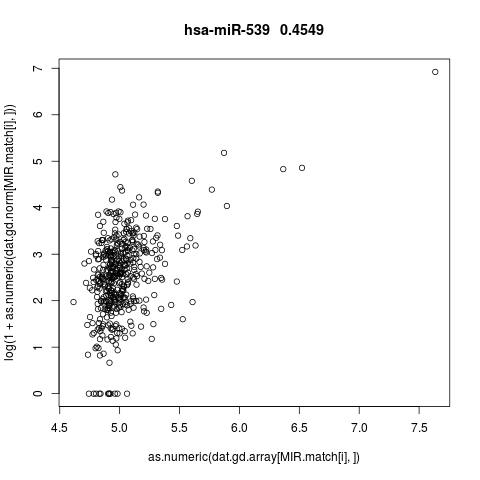 hsa-miR-539 0.4549
log(1 + as.numeric(dat.gd.norm[MIR.match[i], ]))
7
6
5
4
3
2
1
0
4.5 5.0 5.5 6.0 6.5 7.0 7.5
as.numeric(dat.gd.array[MIR.match[i], ])